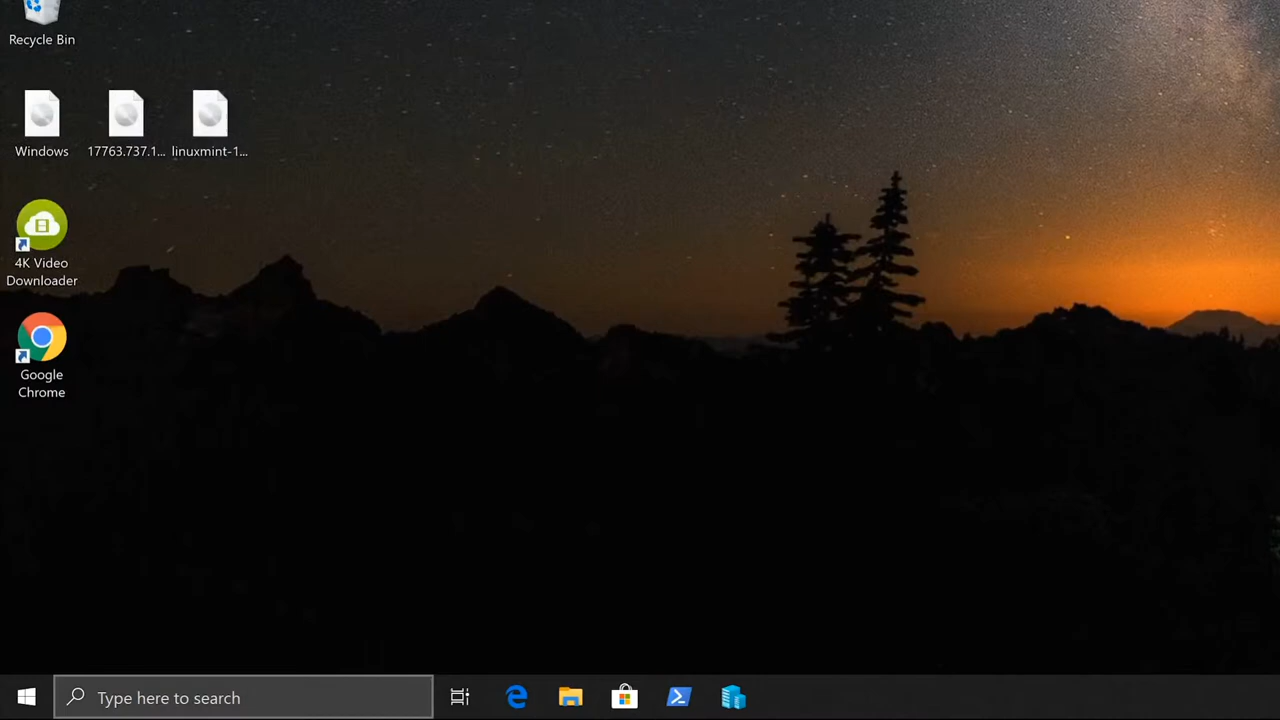 Recycle Bin
Windows
17763.737.1...
linuxmint-1...
4K Video
Downloader
Google
Chrome
Type here to search